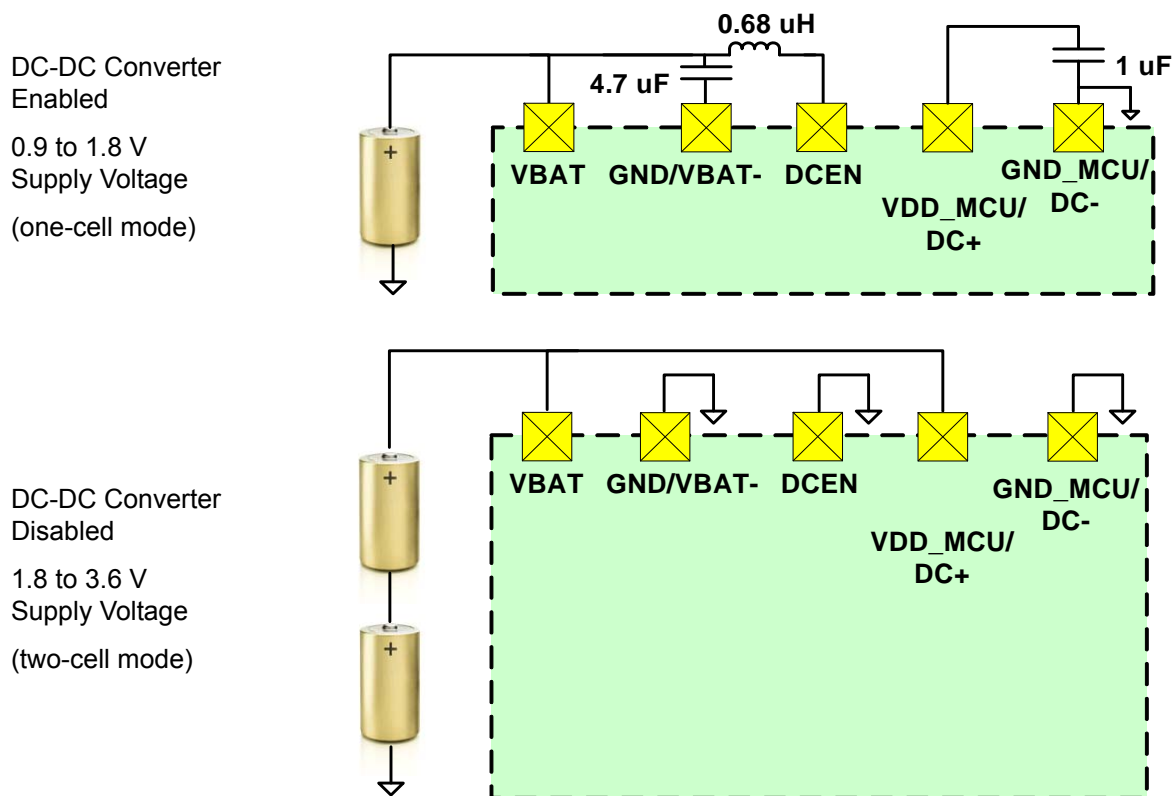 DC-DC Converter
Enabled
0.9 to 1.8 V
Supply Voltage
(one-cell mode)
0.68 uH
4.7 uF
1 uF
+
VBAT
GND/VBAT-
DCEN
VDD_MCU/
DC+
GND_MCU/
DC-
DC-DC Converter
Disabled
1.8 to 3.6 V
Supply Voltage
(two-cell mode)
+
+
VBAT
GND/VBAT-
DCEN
VDD_MCU/
DC+
GND_MCU/
DC-